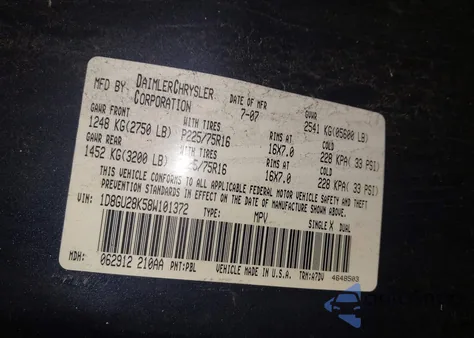 MFD BY DAIMLERCHRYSLER CORPORATION DATE OF MFR 7-07 GVWR 2541 KG(05600 LB)
GAWR FRONT WITH TIRES RIMS AT COLD
1248 KG(2750 LB) P225/75R16 16X7.0 228 KPA(33 PSI)
GAWR REAR WITH TIRES RIMS AT COLD
1452 KG(3200 LB) 225/75R16 16X7.0 228 KPA(33 PSI)
THIS VEHICLE CONFORMS TO ALL APPLICABLE FEDERAL MOTOR VEHICLE SAFETY AND THEFT
PREVENTION STANDARDS IN EFFECT ON THE DATE OF MANUFACTURE SHOWN ABOVE.
VIN: 1D8GU28K58W101372 TYPE: MPV SINGLE X DUAL
MDH: 062912 210AA PNT:PBL VEHICLE MADE IN U.S.A. TRM:A7DV 4648503